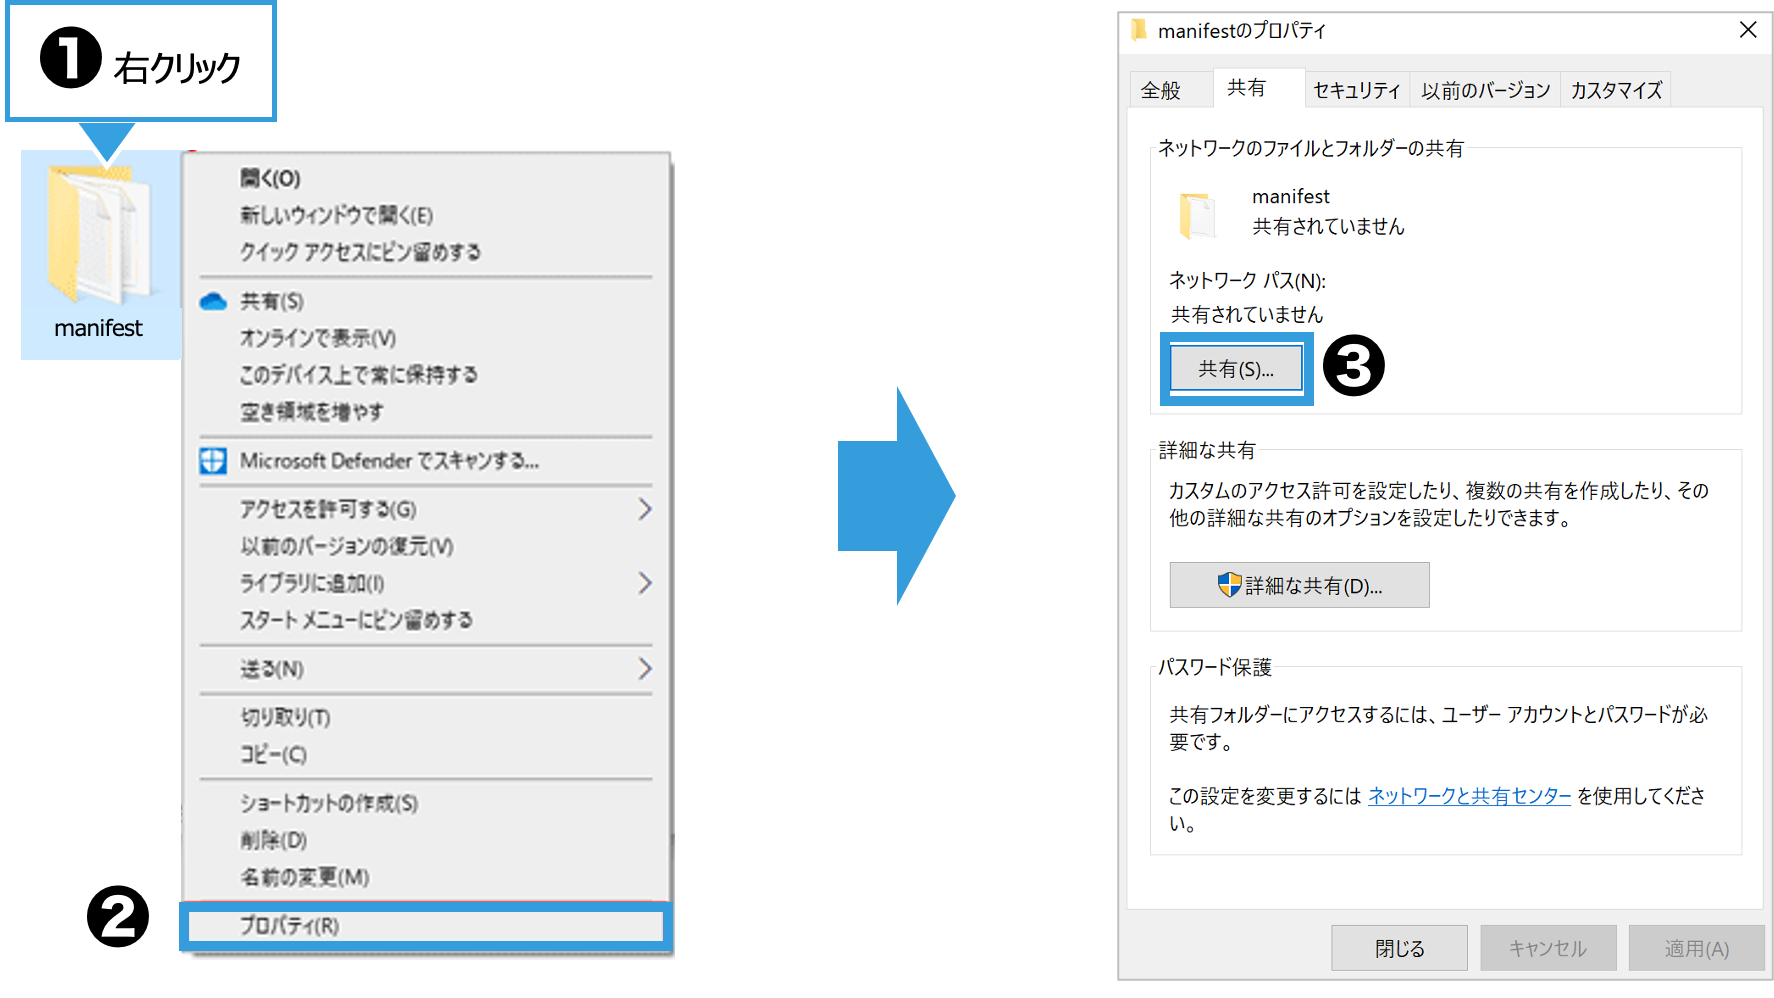 ❶ 右クリック
manifest
開く(O)
新しいウィンドウで開く(E)
クイック アクセスにピン留めする
共有(S)
オンラインで表示(V)
このデバイス上で常に保持する
空き領域を増やす
Microsoft Defender でスキャンする...
アクセスを許可する(G)
以前のバージョンの復元(V)
ライブラリに追加(I)
スタート メニューにピン留めする
送る(N)
切り取り(T)
コピー(C)
ショートカットの作成(S)
削除(D)
名前の変更(M)
❷ プロパティ(R)
manifestのプロパティ
全般 共有 セキュリティ 以前のバージョン カスタマイズ
ネットワークのファイルとフォルダーの共有
manifest
共有されていません
ネットワーク パス(N):
共有されていません
共有(S)... ❸
詳細な共有
カスタムのアクセス許可を設定したり、複数の共有を作成したり、その
他の詳細な共有のオプションを設定したりできます。
詳細な共有(D)...
パスワード保護
共有フォルダーにアクセスするには、ユーザー アカウントとパスワードが必
要です。
この設定を変更するには ネットワークと共有センター を使用してくださ
い。
閉じる キャンセル 適用(A)